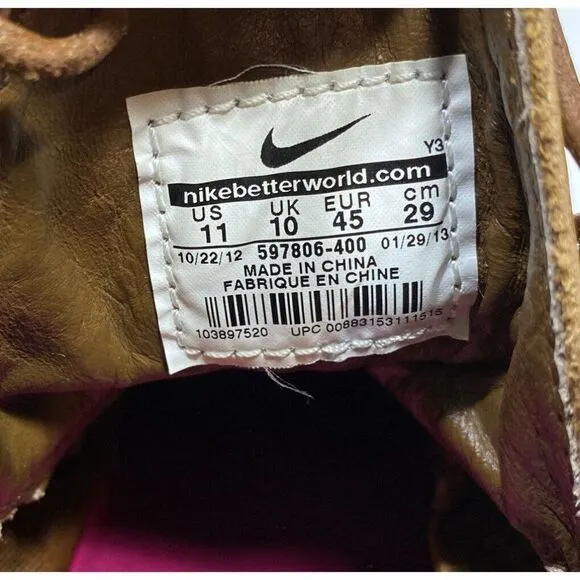 Y3
nikebetterworld.com
US UK EUR cm
11 10 45 29
10/22/12 597806-400 01/29/13
MADE IN CHINA
FABRIQUE EN CHINE
103897520 UPC 00883153111515